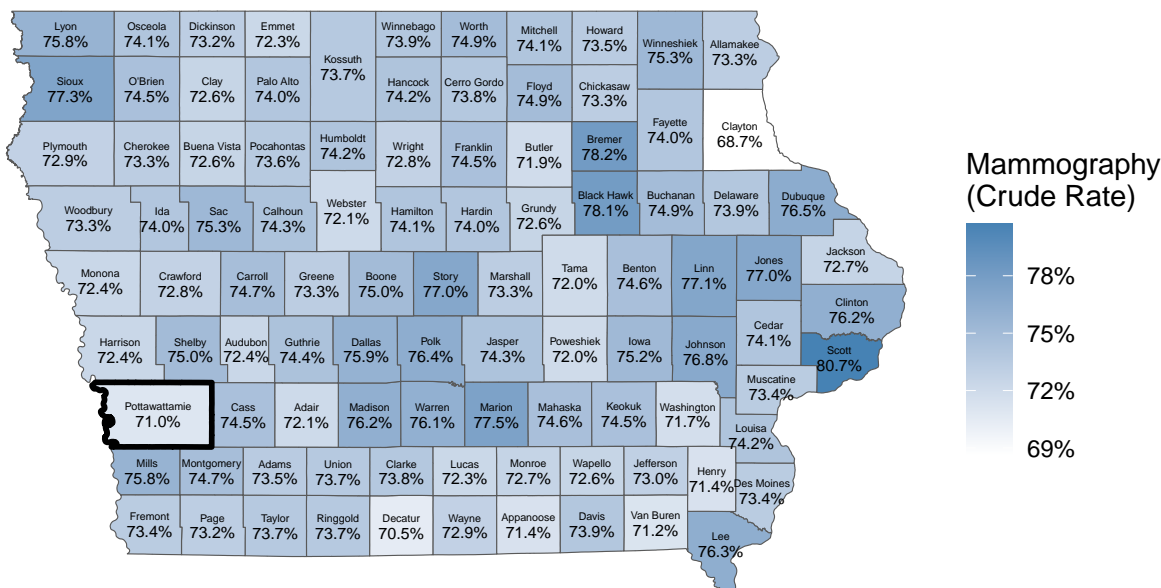 Lyon
75.8%
Osceola
74.1%
Dickinson
73.2%
Emmet
72.3%
Kossuth
73.7%
Winnebago
73.9%
Worth
74.9%
Mitchell
74.1%
Howard
73.5%
Winneshiek
75.3%
Allamakee
73.3%
Sioux
77.3%
O'Brien
74.5%
Clay
72.6%
Palo Alto
74.0%
Hancock
74.2%
Cerro Gordo
73.8%
Floyd
74.9%
Chickasaw
73.3%
Fayette
74.0%
Clayton
68.7%
Plymouth
72.9%
Cherokee
73.3%
Buena Vista
72.6%
Pocahontas
73.6%
Humboldt
74.2%
Wright
72.8%
Franklin
74.5%
Butler
71.9%
Bremer
78.2%
Woodbury
73.3%
Ida
74.0%
Sac
75.3%
Calhoun
74.3%
Webster
72.1%
Hamilton
74.1%
Hardin
74.0%
Grundy
72.6%
Black Hawk
78.1%
Buchanan
74.9%
Delaware
73.9%
Dubuque
76.5%
Monona
72.4%
Crawford
72.8%
Carroll
74.7%
Greene
73.3%
Boone
75.0%
Story
77.0%
Marshall
73.3%
Tama
72.0%
Benton
74.6%
Linn
77.1%
Jones
77.0%
Jackson
72.7%
Clinton
76.2%
Harrison
72.4%
Shelby
75.0%
Audubon
72.4%
Guthrie
74.4%
Dallas
75.9%
Polk
76.4%
Jasper
74.3%
Poweshiek
72.0%
Iowa
75.2%
Johnson
76.8%
Cedar
74.1%
Scott
80.7%
Muscatine
73.4%
Pottawattamie
71.0%
Cass
74.5%
Adair
72.1%
Madison
76.2%
Warren
76.1%
Marion
77.5%
Mahaska
74.6%
Keokuk
74.5%
Washington
71.7%
Louisa
74.2%
Mills
75.8%
Montgomery
74.7%
Adams
73.5%
Union
73.7%
Clarke
73.8%
Lucas
72.3%
Monroe
72.7%
Wapello
72.6%
Jefferson
73.0%
Henry
71.4%
Des Moines
73.4%
Fremont
73.4%
Page
73.2%
Taylor
73.7%
Ringgold
73.7%
Decatur
70.5%
Wayne
72.9%
Appanoose
71.4%
Davis
73.9%
Van Buren
71.2%
Lee
76.3%
Mammography
(Crude Rate)
78%
75%
72%
69%